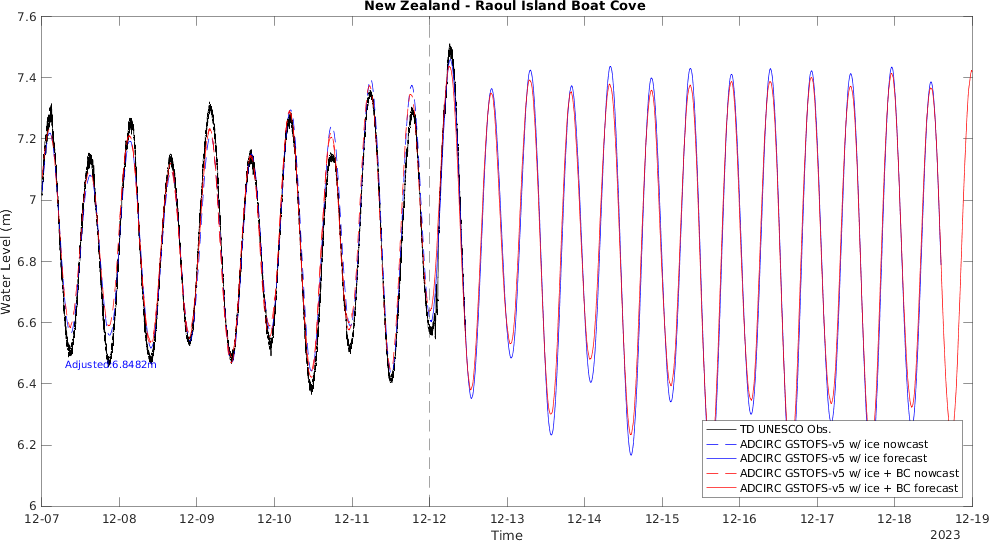 New Zealand - Raoul Island Boat Cove
7.6
7.4
7.2
7
6.8
6.6
6.4
6.2
6
Water Level (m)
Adjusted 6.8482m
TD UNESCO Obs.
ADCIRC GSTOFS-v5 w/ ice nowcast
ADCIRC GSTOFS-v5 w/ ice forecast
ADCIRC GSTOFS-v5 w/ ice + BC nowcast
ADCIRC GSTOFS-v5 w/ ice + BC forecast
12-07 12-08 12-09 12-10 12-11 12-12 12-13 12-14 12-15 12-16 12-17 12-18 12-19
Time
2023